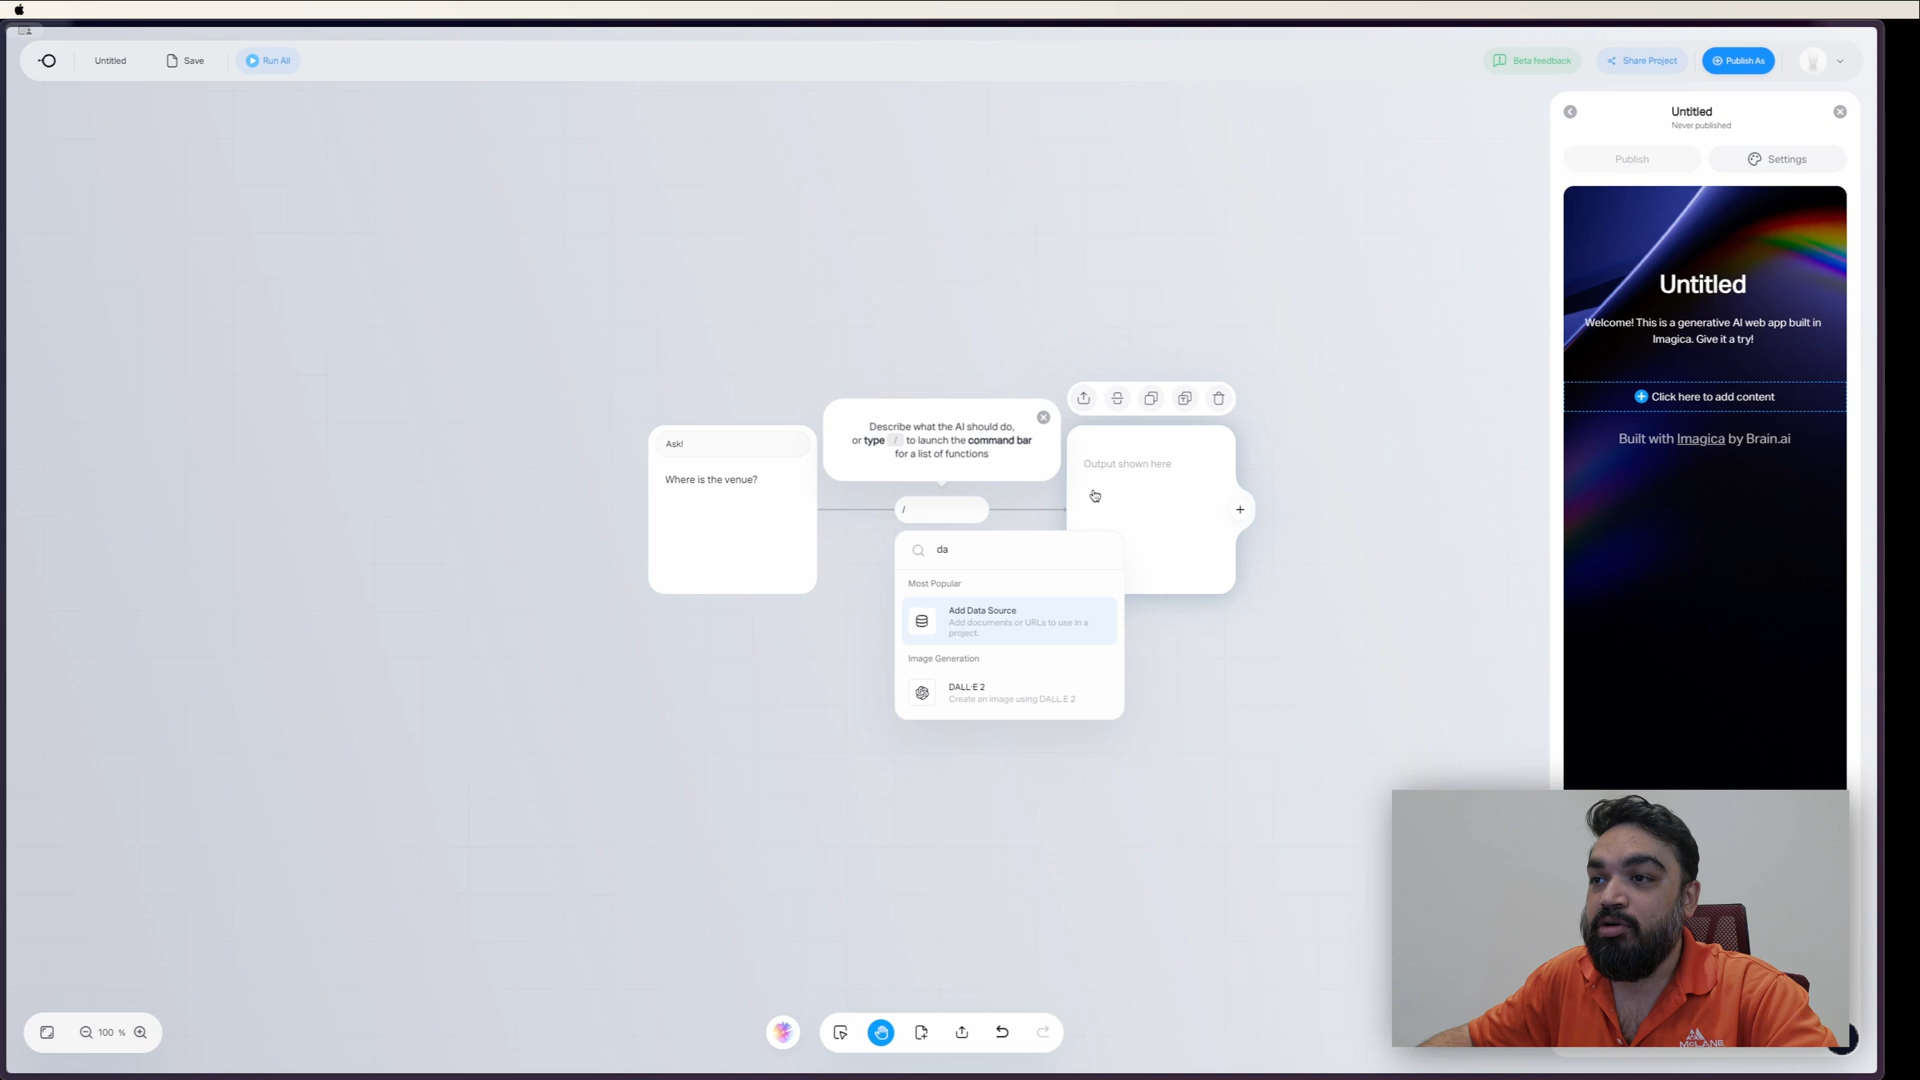 Untitled
Save
Run All
Beta feedback
Share Project
Publish As
Untitled
Never published
Publish
Settings
Untitled
Welcome! This is a generative AI web app built in
Imagica. Give it a try!
Click here to add content
Built with Imagica by Brain.ai
Ask!
Where is the venue?
Describe what the AI should do,
or type / to launch the command bar
for a list of functions
/
Output shown here
da
Most Popular
Add Data Source
Add documents or URLs to use in a
project.
Image Generation
DALL·E 2
Create an image using DALL.E 2
100 %
McLANE